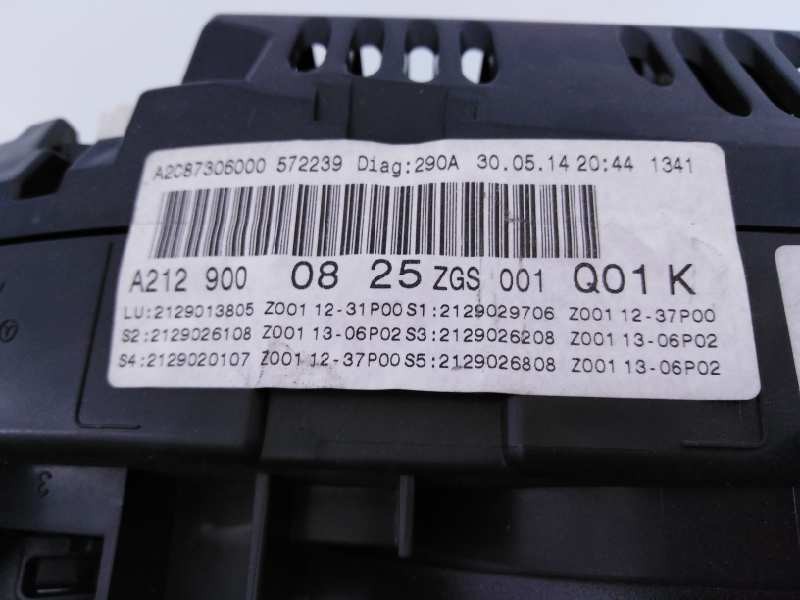 A2C87306000 572239 Diag:290A 30.05.14 20:44 1341
A212 900 08 25 ZGS 001 Q01 K
LU:2129013805 Z001 12-31P00 S1:2129029706 Z001 12-37P00
S2:2129026108 Z001 13-06P02 S3:2129026208 Z001 13-06P02
S4:2129020107 Z001 12-37P00 S5:2129026808 Z001 13-06P02
3